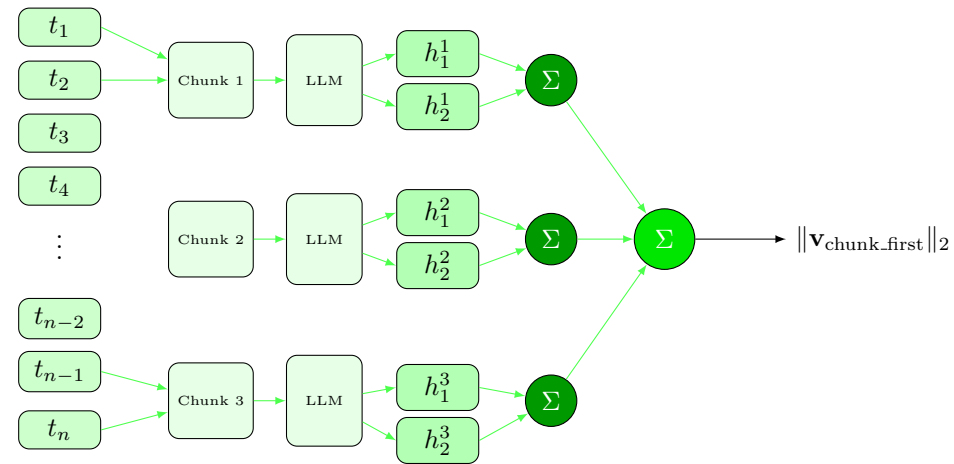 t₁
t₂
t₃
t₄
⋮
tₙ₋₂
tₙ₋₁
tₙ
Chunk 1
LLM
h₁¹
h₂¹
Σ
Chunk 2
LLM
h₁²
h₂²
Σ
Chunk 3
LLM
h₁³
h₂³
Σ
Σ
‖v_chunk_first‖₂